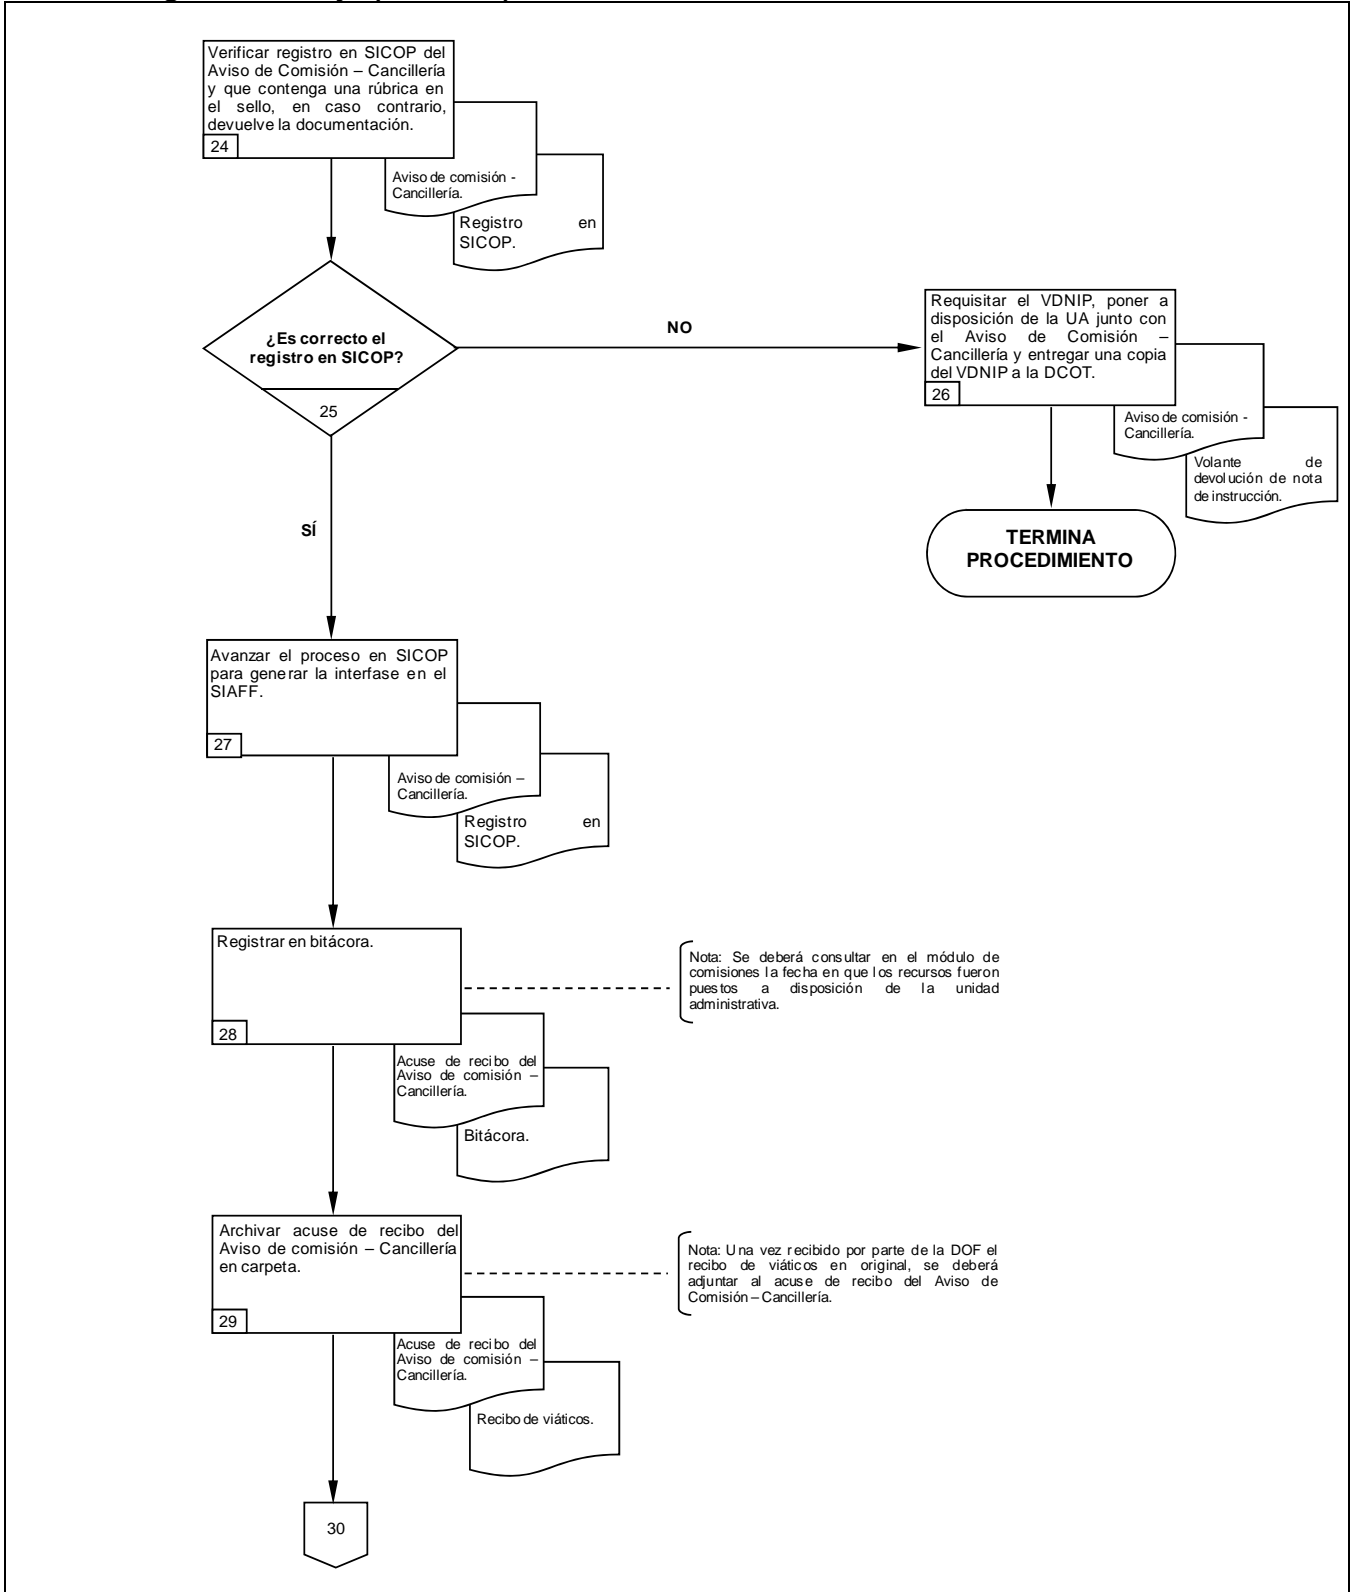 Verificar registro en SICOP del
Aviso de Comisión – Cancillería
y que contenga una rúbrica en
el sello, en caso contrario,
devuelve la documentación.
24
Aviso de comisión -
Cancillería.
Registro en
SICOP.
¿Es correcto el
registro en SICOP?
25
NO
Requisitar el VDNIP, poner a
disposición de la UA junto con
el Aviso de Comisión –
Cancillería y entregar una copia
del VDNIP a la DCOT.
26
Aviso de comisión -
Cancillería.
Volante de
devolución de nota
de instrucción.
TERMINA
PROCEDIMIENTO
SÍ
Avanzar el proceso en SICOP
para generar la interfase en el
SIAFF.
27
Aviso de comisión –
Cancillería.
Registro en
SICOP.
Registrar en bitácora.
28
Nota: Se deberá consultar en el módulo de
comisiones la fecha en que los recursos fueron
puestos a disposición de la unidad
administrativa.
Acuse de recibo del
Aviso de comisión –
Cancillería.
Bitácora.
Archivar acuse de recibo del
Aviso de comisión – Cancillería
en carpeta.
29
Nota: Una vez recibido por parte de la DOF el
recibo de viáticos en original, se deberá
adjuntar al acuse de recibo del Aviso de
Comisión – Cancillería.
Acuse de recibo del
Aviso de comisión –
Cancillería.
Recibo de viáticos.
30